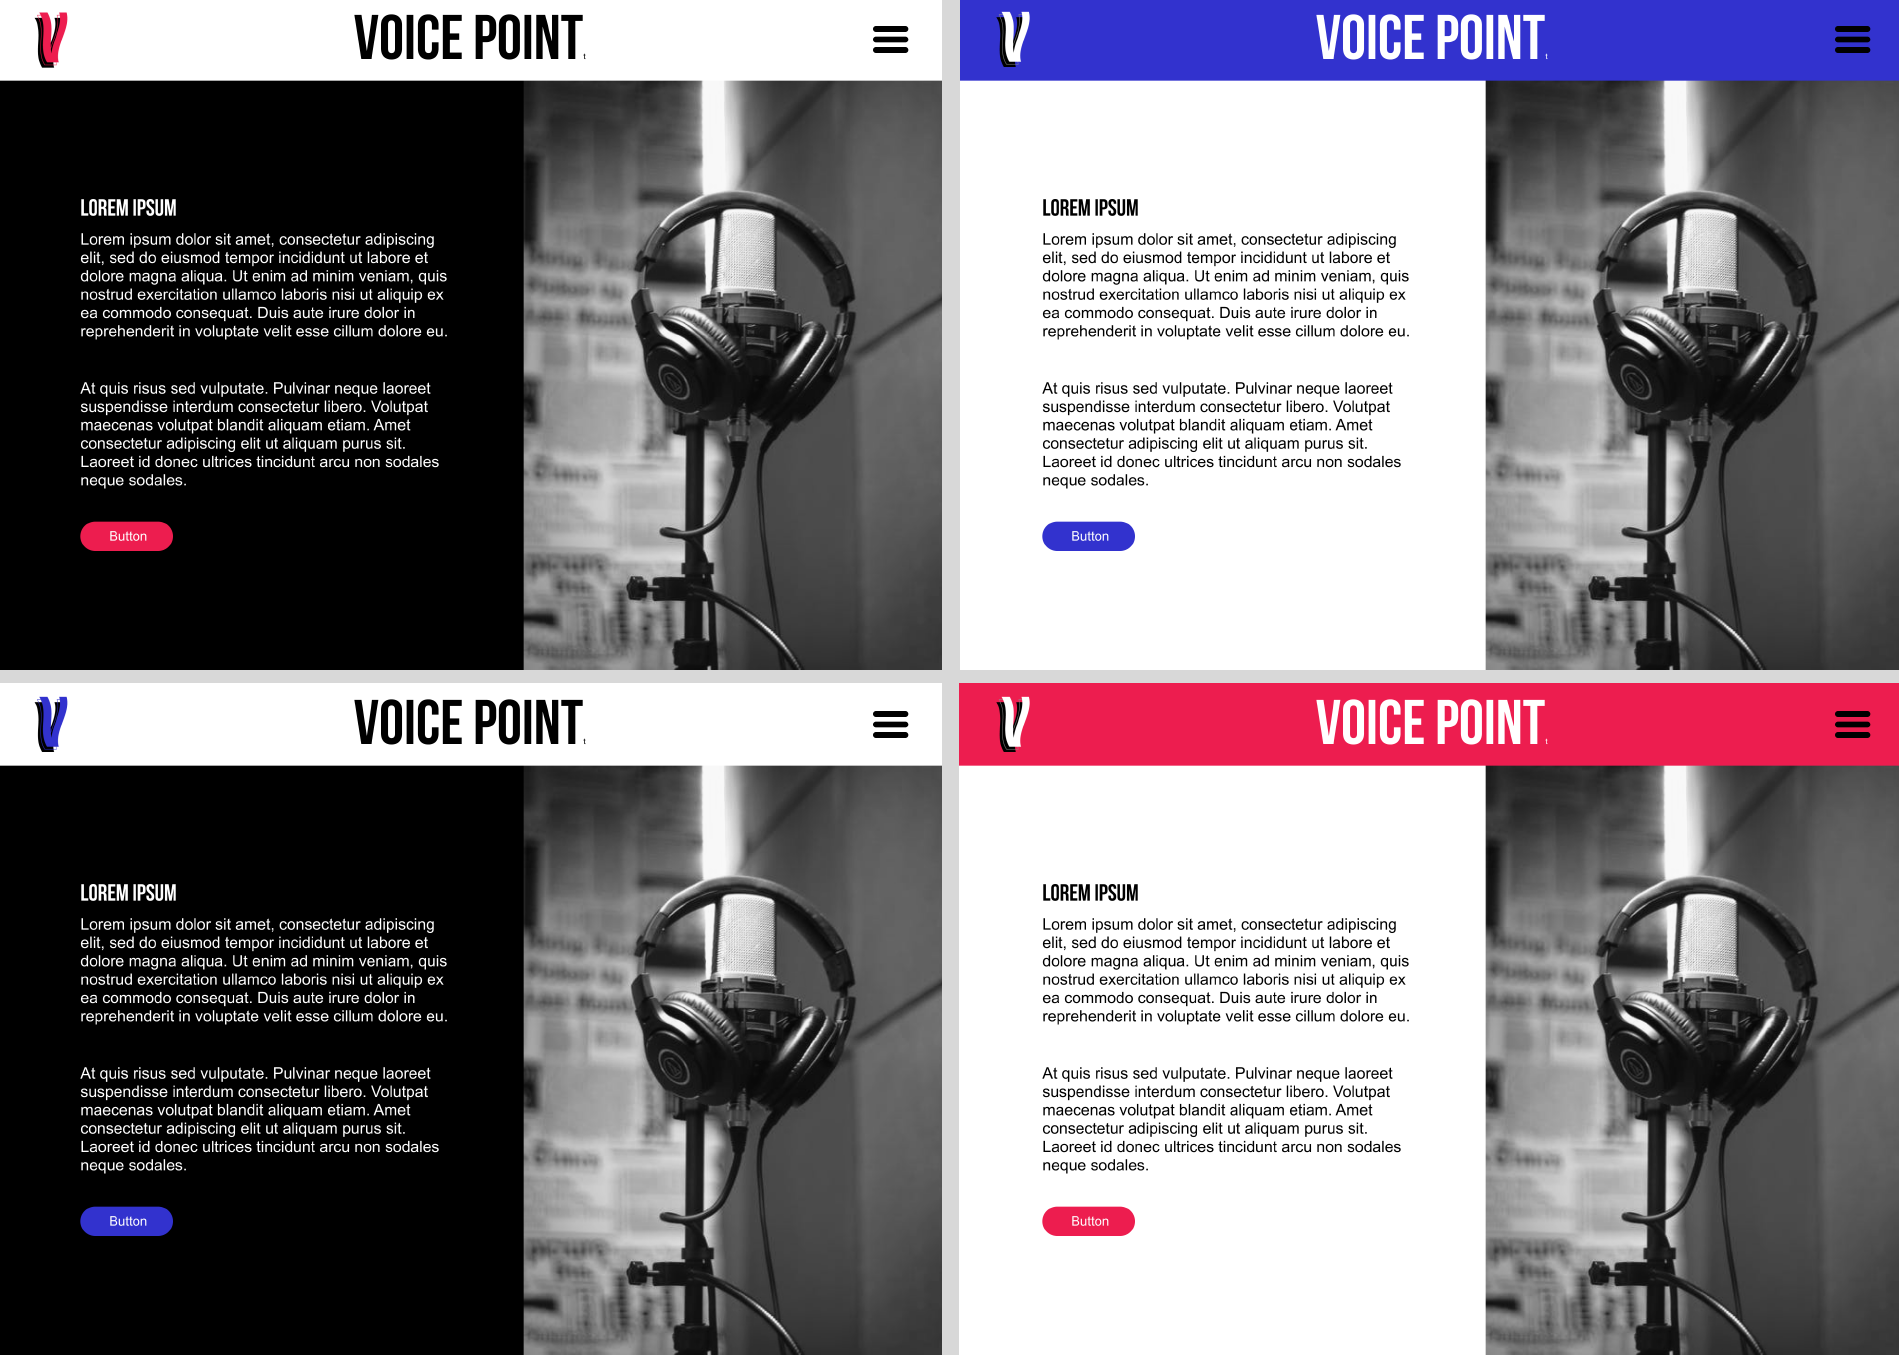 V
VOICE POINT
LOREM IPSUM
Lorem ipsum dolor sit amet, consectetur adipiscing
elit, sed do eiusmod tempor incididunt ut labore et
dolore magna aliqua. Ut enim ad minim veniam, quis
nostrud exercitation ullamco laboris nisi ut aliquip ex
ea commodo consequat. Duis aute irure dolor in
reprehenderit in voluptate velit esse cillum dolore eu.
At quis risus sed vulputate. Pulvinar neque laoreet
suspendisse interdum consectetur libero. Volutpat
maecenas volutpat blandit aliquam etiam. Amet
consectetur adipiscing elit ut aliquam purus sit.
Laoreet id donec ultrices tincidunt arcu non sodales
neque sodales.
Button
V
VOICE POINT
LOREM IPSUM
Lorem ipsum dolor sit amet, consectetur adipiscing
elit, sed do eiusmod tempor incididunt ut labore et
dolore magna aliqua. Ut enim ad minim veniam, quis
nostrud exercitation ullamco laboris nisi ut aliquip ex
ea commodo consequat. Duis aute irure dolor in
reprehenderit in voluptate velit esse cillum dolore eu.
At quis risus sed vulputate. Pulvinar neque laoreet
suspendisse interdum consectetur libero. Volutpat
maecenas volutpat blandit aliquam etiam. Amet
consectetur adipiscing elit ut aliquam purus sit.
Laoreet id donec ultrices tincidunt arcu non sodales
neque sodales.
Button
V
VOICE POINT
LOREM IPSUM
Lorem ipsum dolor sit amet, consectetur adipiscing
elit, sed do eiusmod tempor incididunt ut labore et
dolore magna aliqua. Ut enim ad minim veniam, quis
nostrud exercitation ullamco laboris nisi ut aliquip ex
ea commodo consequat. Duis aute irure dolor in
reprehenderit in voluptate velit esse cillum dolore eu.
At quis risus sed vulputate. Pulvinar neque laoreet
suspendisse interdum consectetur libero. Volutpat
maecenas volutpat blandit aliquam etiam. Amet
consectetur adipiscing elit ut aliquam purus sit.
Laoreet id donec ultrices tincidunt arcu non sodales
neque sodales.
Button
V
VOICE POINT
LOREM IPSUM
Lorem ipsum dolor sit amet, consectetur adipiscing
elit, sed do eiusmod tempor incididunt ut labore et
dolore magna aliqua. Ut enim ad minim veniam, quis
nostrud exercitation ullamco laboris nisi ut aliquip ex
ea commodo consequat. Duis aute irure dolor in
reprehenderit in voluptate velit esse cillum dolore eu.
At quis risus sed vulputate. Pulvinar neque laoreet
suspendisse interdum consectetur libero. Volutpat
maecenas volutpat blandit aliquam etiam. Amet
consectetur adipiscing elit ut aliquam purus sit.
Laoreet id donec ultrices tincidunt arcu non sodales
neque sodales.
Button